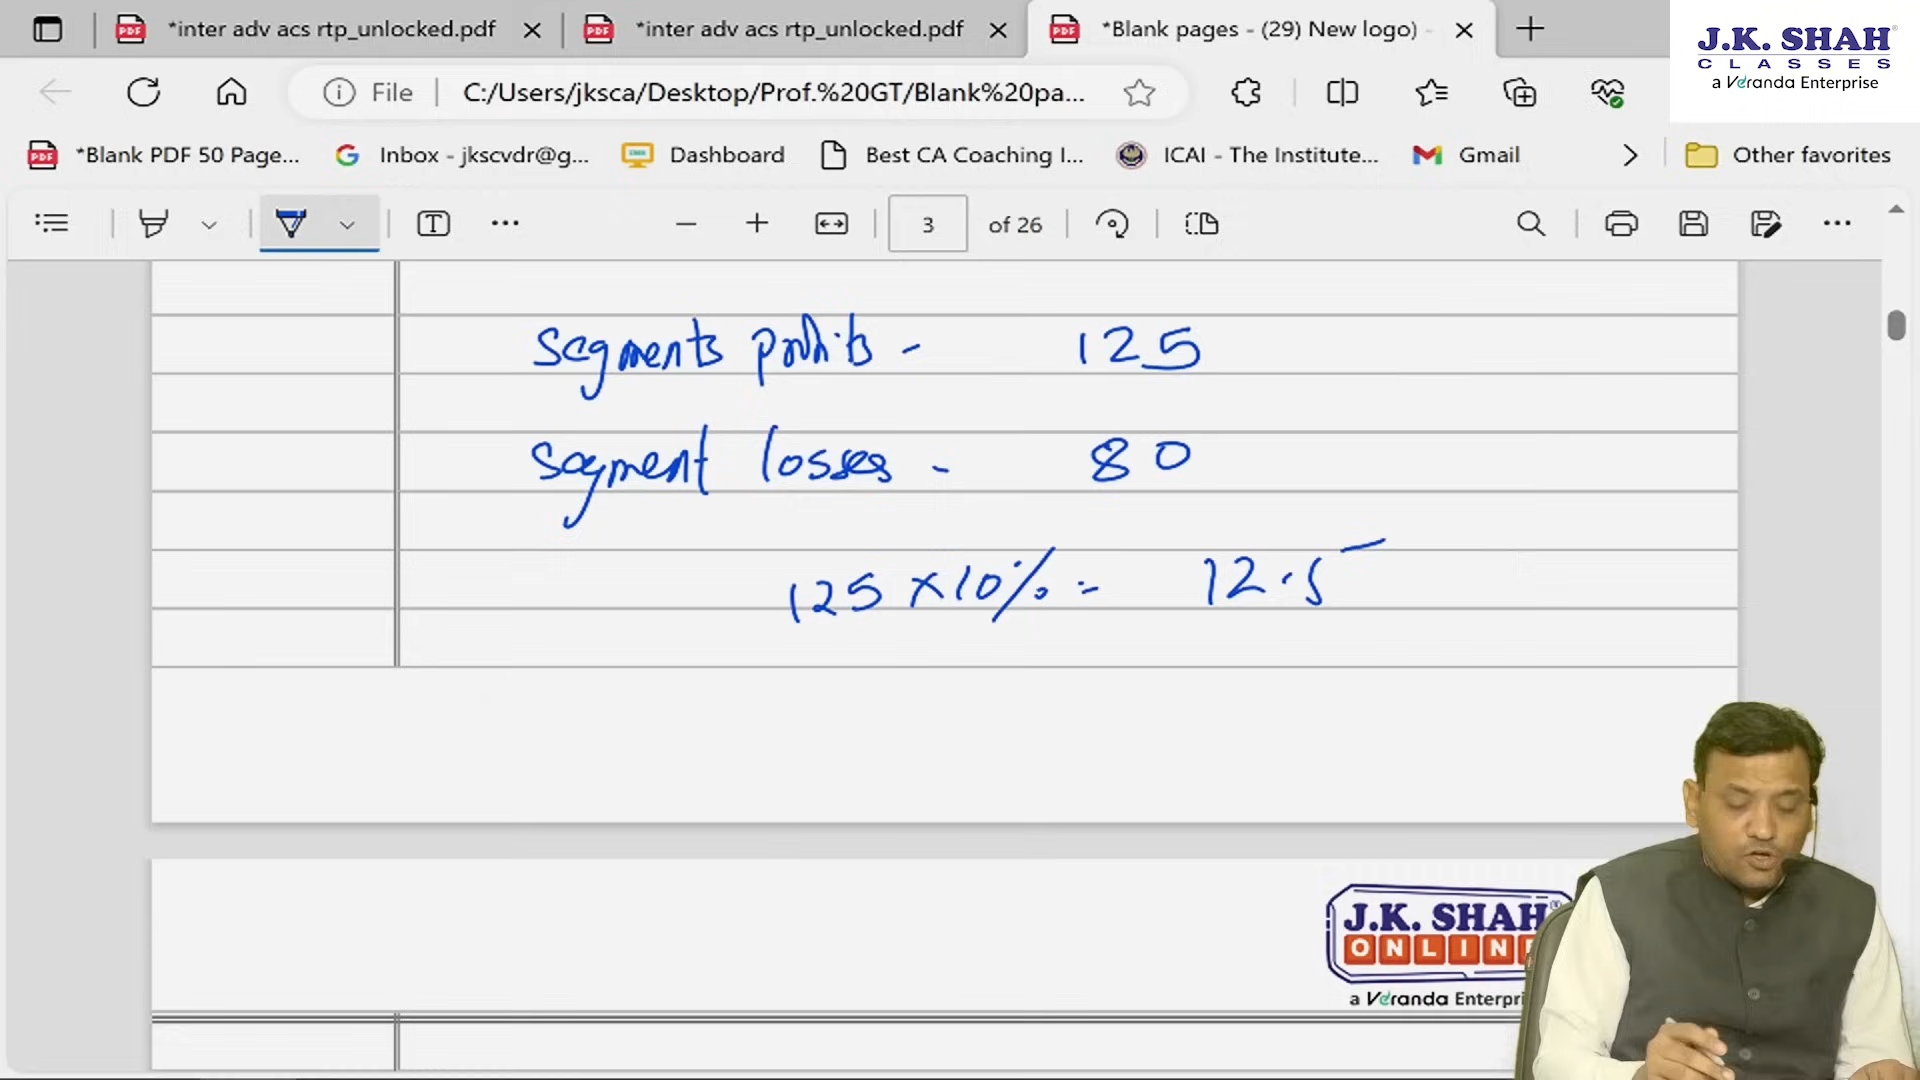 *inter adv acs rtp_unlocked.pdf
*inter adv acs rtp_unlocked.pdf
*Blank pages - (29) New logo) -
J.K. SHAH
CLASSES
a Veranda Enterprise
File
C:/Users/jksca/Desktop/Prof.%20GT/Blank%20pa...
*Blank PDF 50 Page...
Inbox - jkscvdr@g...
Dashboard
Best CA Coaching I...
ICAI - The Institute...
Gmail
Other favorites
3 of 26
segments profits - 125
segment losses - 80
125 x 10% = 12.5
J.K. SHAH
ONLINE
a Veranda Enterpri